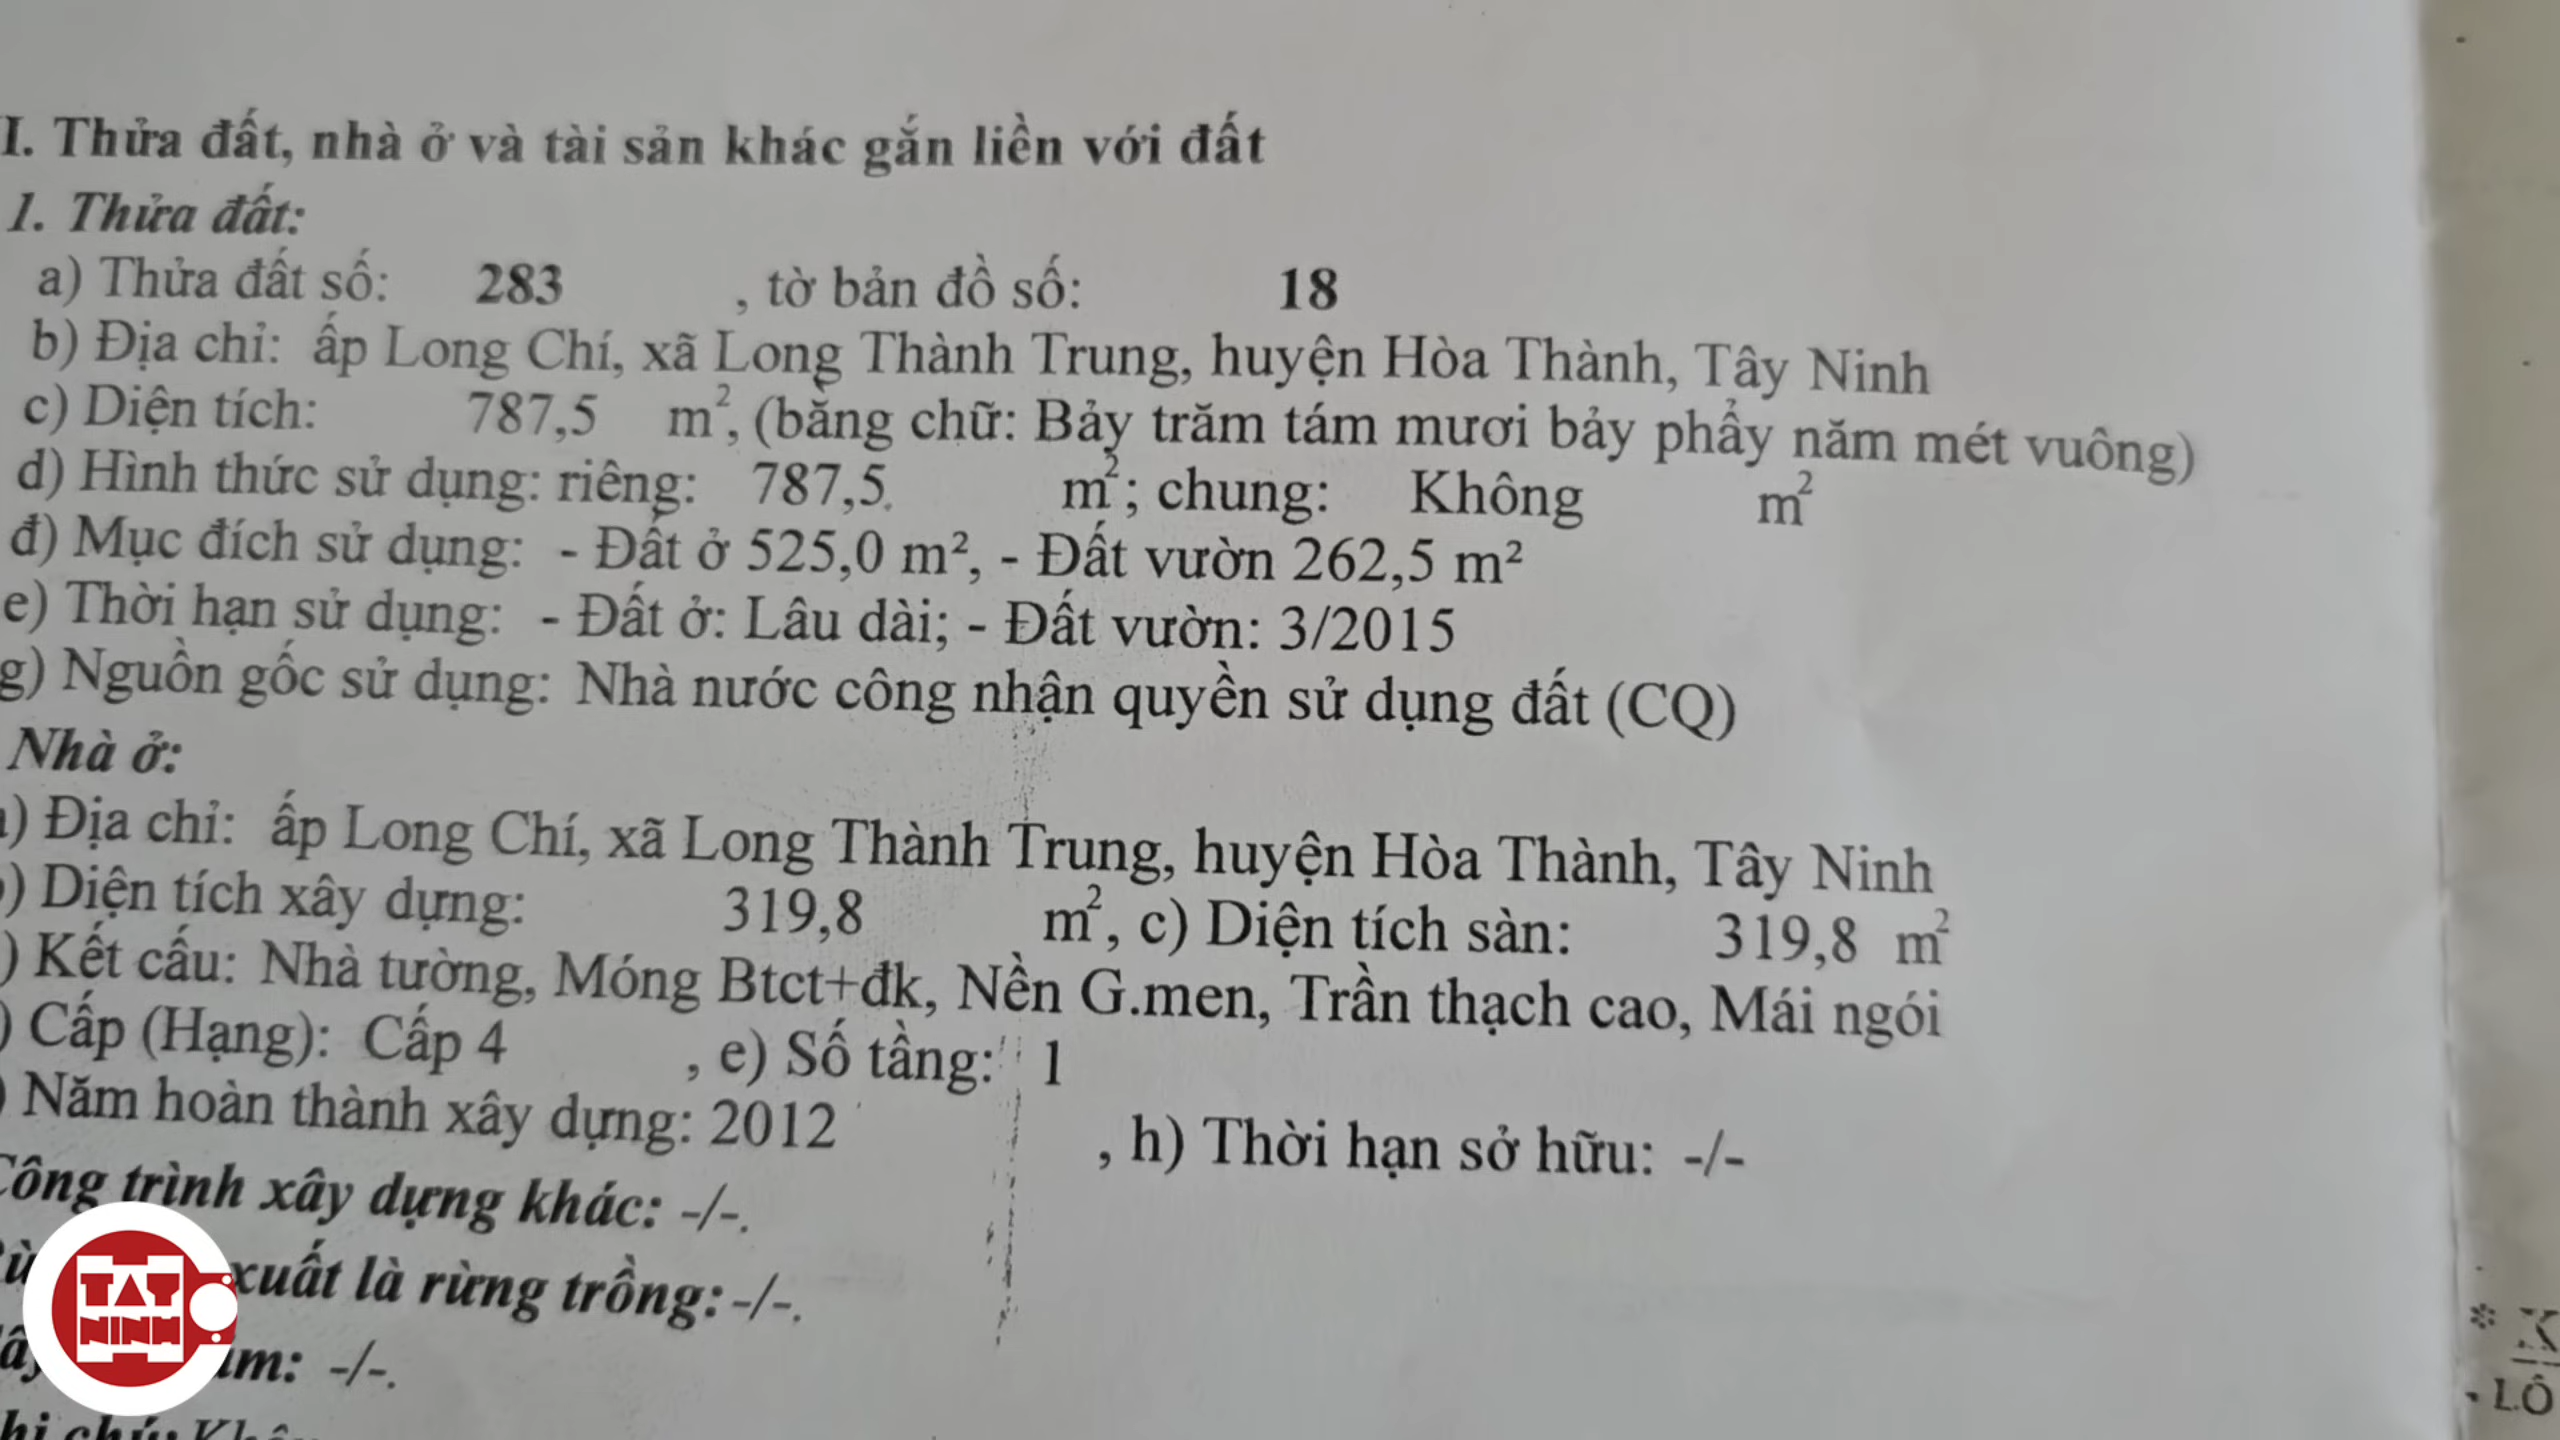 I. Thửa đất, nhà ở và tài sản khác gắn liền với đất
1. Thửa đất:
a) Thửa đất số: 283 , tờ bản đồ số: 18
b) Địa chỉ: ấp Long Chí, xã Long Thành Trung, huyện Hòa Thành, Tây Ninh
c) Diện tích: 787,5 m², (bằng chữ: Bảy trăm tám mươi bảy phẩy năm mét vuông)
d) Hình thức sử dụng: riêng: 787,5. m²; chung: Không m²
đ) Mục đích sử dụng: - Đất ở 525,0 m², - Đất vườn 262,5 m²
e) Thời hạn sử dụng: - Đất ở: Lâu dài; - Đất vườn: 3/2015
g) Nguồn gốc sử dụng: Nhà nước công nhận quyền sử dụng đất (CQ)
Nhà ở:
) Địa chỉ: ấp Long Chí, xã Long Thành Trung, huyện Hòa Thành, Tây Ninh
) Diện tích xây dựng: 319,8 m², c) Diện tích sàn: 319,8 m²
) Kết cấu: Nhà tường, Móng Btct+đk, Nền G.men, Trần thạch cao, Mái ngói
) Cấp (Hạng): Cấp 4 , e) Số tầng: 1
) Năm hoàn thành xây dựng: 2012 , h) Thời hạn sở hữu: -/-
Công trình xây dựng khác: -/-.
xuất là rừng trồng: -/-.
-/-.
TAY
NINH
LÔ